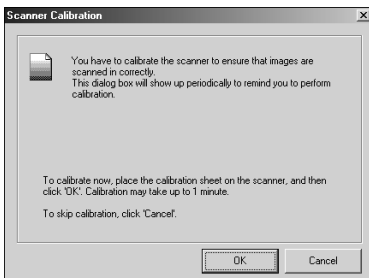 Scanner Calibration
You have to calibrate the scanner to ensure that images are
scanned in correctly.
This dialog box will show up periodically to remind you to perform
calibration.
To calibrate now, place the calibration sheet on the scanner, and then
click 'OK'. Calibration may take up to 1 minute.
To skip calibration, click 'Cancel'.
OK
Cancel